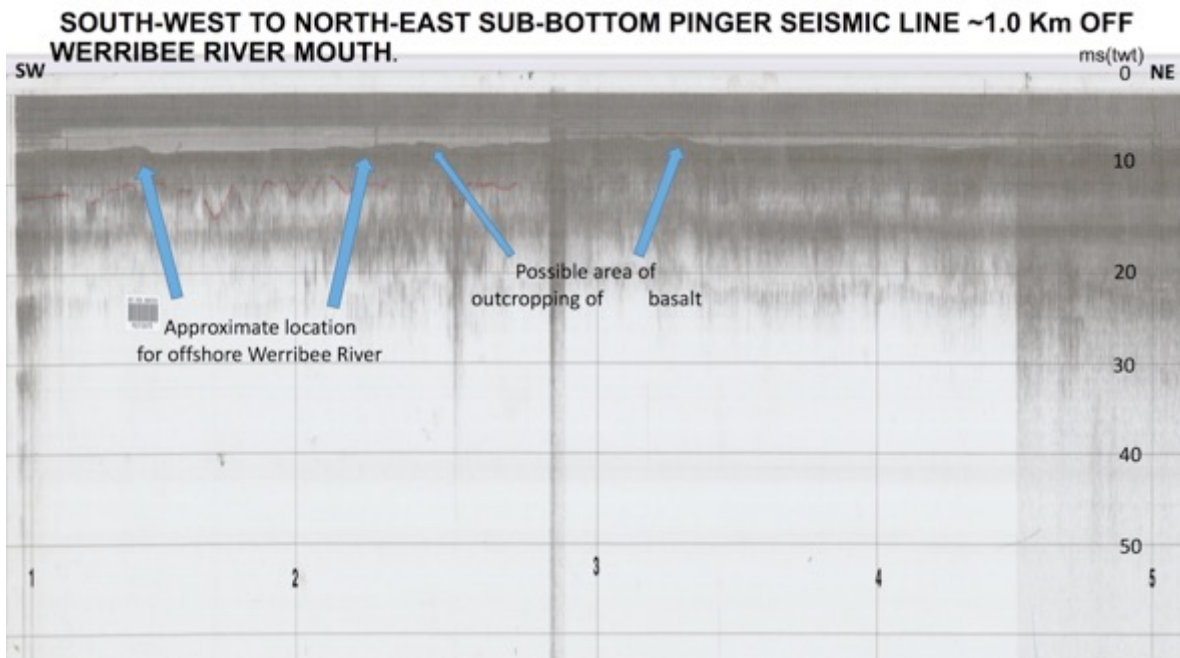 SOUTH-WEST TO NORTH-EAST SUB-BOTTOM PINGER SEISMIC LINE ~1.0 Km OFF
WERRIBEE RIVER MOUTH.
SW
ms(twt)
0 NE
10
20
30
40
50
Possible area of
outcropping of basalt
Approximate location
for offshore Werribee River
1 2 3 4 5